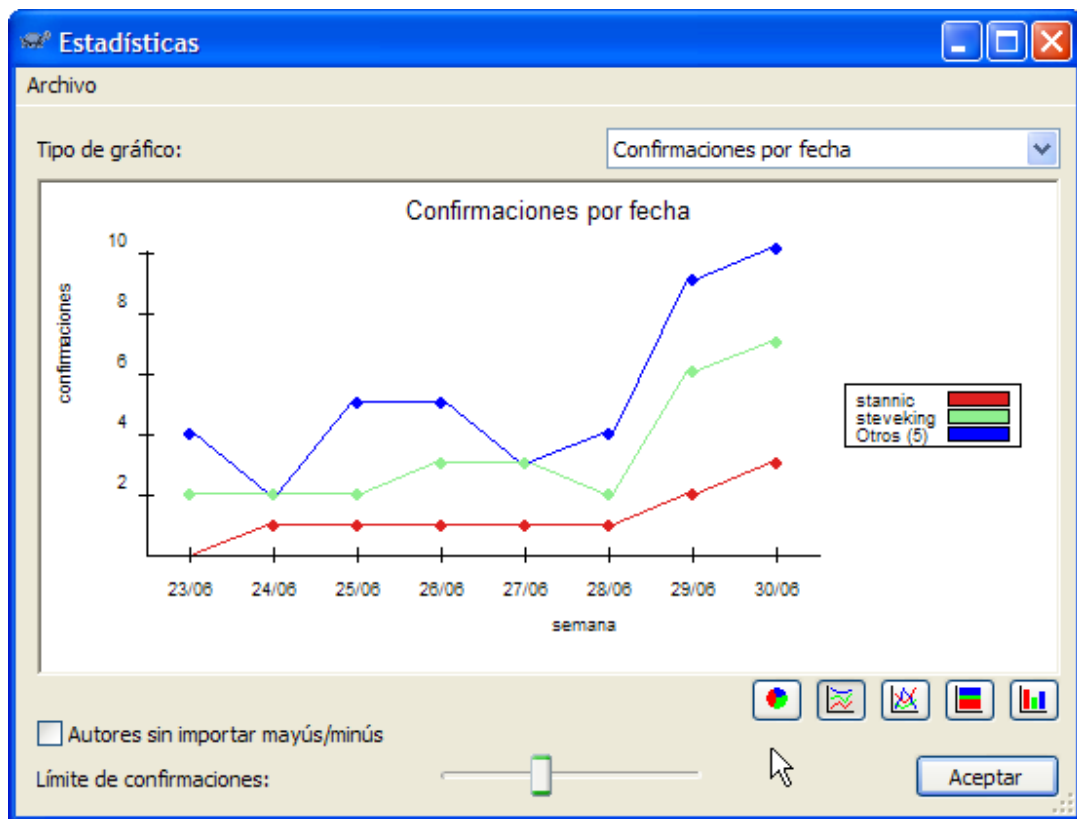 Estadísticas
Archivo
Tipo de gráfico:
Confirmaciones por fecha
Confirmaciones por fecha
confirmaciones
10
8
6
4
2
23/06
24/06
25/06
26/06
27/06
28/06
29/06
30/06
semana
stannic
steveking
Otros (5)
Autores sin importar mayús/minús
Límite de confirmaciones:
Aceptar